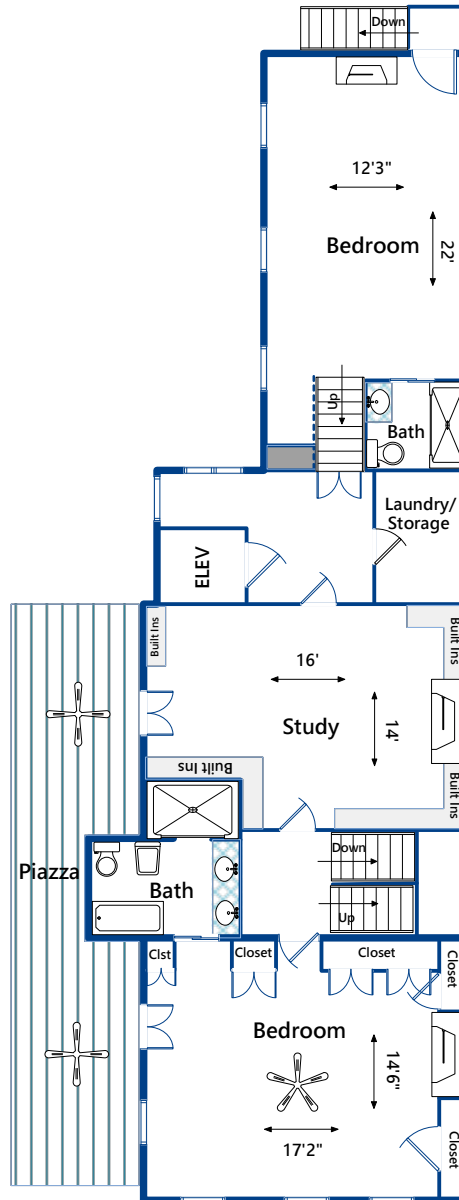 Down
12'3"
Bedroom
22'
Up
Bath
Laundry/
Storage
ELEV
Built Ins
Built Ins
16'
14'
Study
Built Ins
Built Ins
Down
Piazza
Bath
Up
Clst
Closet
Closet
Closet
Bedroom
14'6"
17'2"
Closet